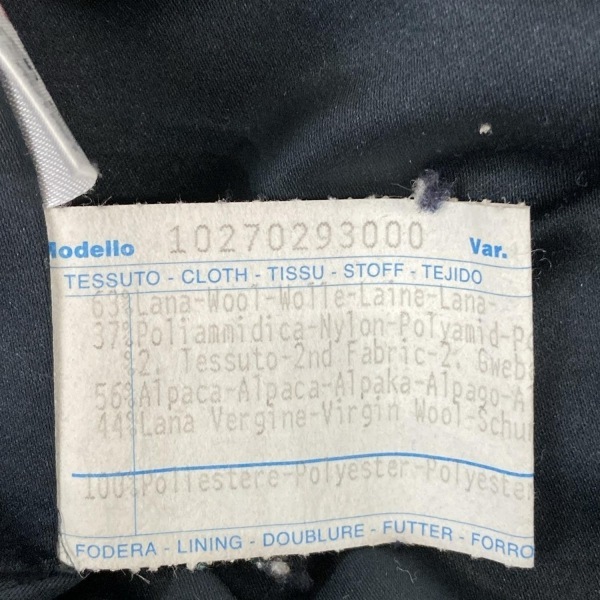 Modello 10270293000 Var.
TESSUTO - CLOTH - TISSU - STOFF - TEJIDO
63% Lana-Wool-Wolle-Laine-Lana-
37% Poliammidica-Nylon-Polyamid-Po
% 2. Tessuto-2nd Fabric-2. Gweb
56% Alpaca-Alpaca-Alpaka-Alpago-A
44% Lana Vergine-Virgin Wool-Schur
100% Poliestere-Polyester-Polyester
FODERA - LINING - DOUBLURE - FUTTER - FORRO